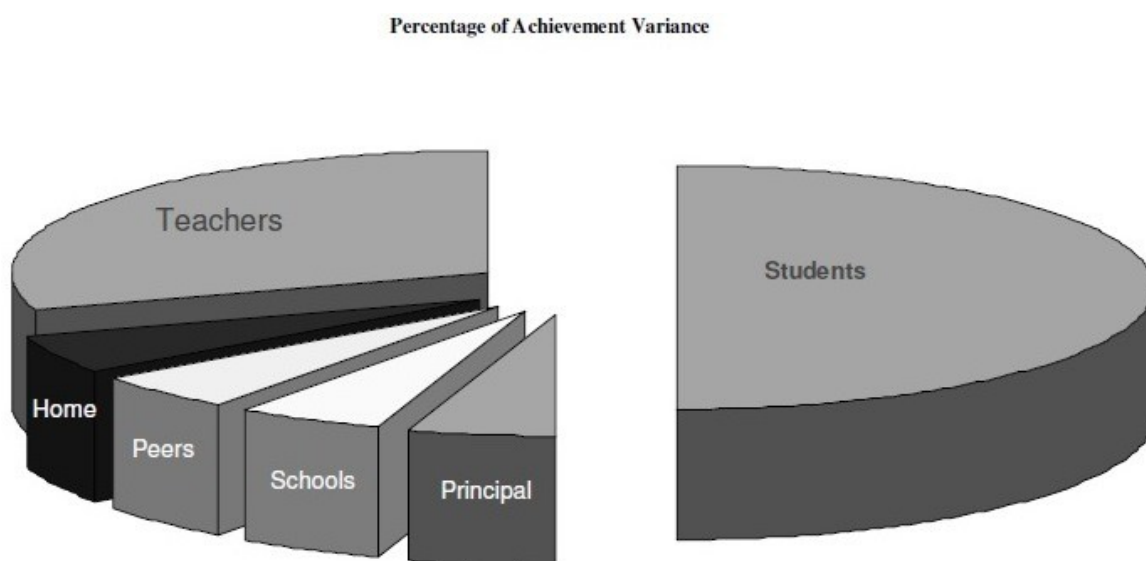 Percentage of Achievement Variance
Teachers
Students
Home
Peers
Schools
Principal